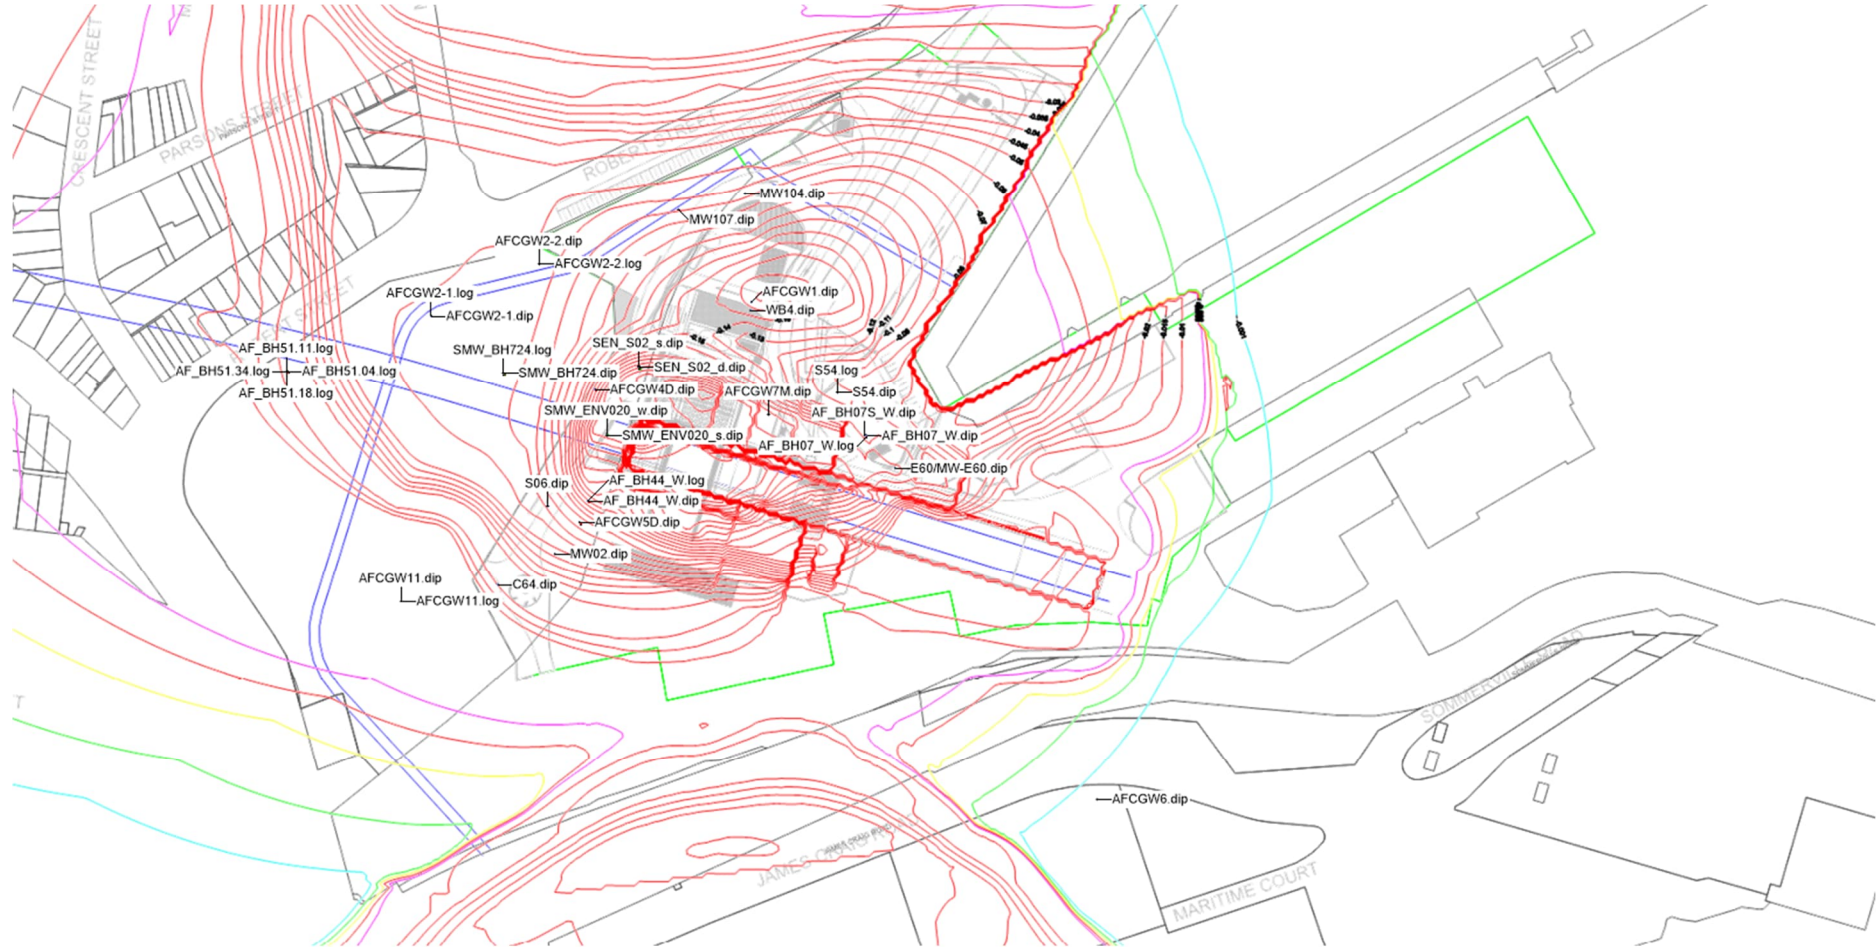 CRESCENT STREET
PARSONS STREET
ROBERT STREET
MW104.dip
MW107.dip
AFCGW2-2.dip
AFCGW2-2.log
AFCGW2-1.log
AFCGW2-1.dip
AFCGW1.dip
WB4.dip
AF_BH51.11.log
AF_BH51.34.log
AF_BH51.04.log
AF_BH51.18.log
SMW_BH724.log
SMW_BH724.dip
SEN_S02_s.dip
SEN_S02_d.dip
S54.log
S54.dip
AFCGW4D.dip
AFCGW7M.dip
SMW_ENV020_w.dip
SMW_ENV020_s.dip
AF_BH07S_W.dip
AF_BH07_W.dip
AF_BH07_W.log
E60/MW-E60.dip
S06.dip
AF_BH44_W.log
AF_BH44_W.dip
AFCGW5D.dip
MW02.dip
C64.dip
AFCGW11.dip
AFCGW11.log
AFCGW6.dip
JAMES CRAIG
MARITIME COURT
-0.04
-0.001
T